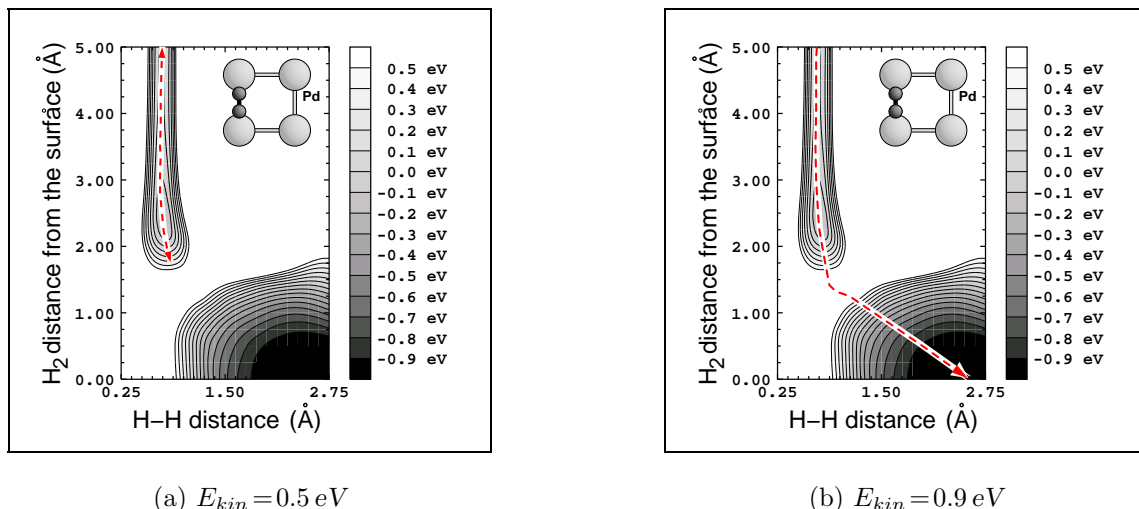 H2 distance from the surface (Å)
5.00
4.00
3.00
2.00
1.00
0.00
0.25
1.50
2.75
H−H distance (Å)
Pd
0.5 eV
0.4 eV
0.3 eV
0.2 eV
0.1 eV
0.0 eV
-0.1 eV
-0.2 eV
-0.3 eV
-0.4 eV
-0.5 eV
-0.6 eV
-0.7 eV
-0.8 eV
-0.9 eV
(a) E_kin = 0.5 eV
H2 distance from the surface (Å)
5.00
4.00
3.00
2.00
1.00
0.00
0.25
1.50
2.75
H−H distance (Å)
Pd
0.5 eV
0.4 eV
0.3 eV
0.2 eV
0.1 eV
0.0 eV
-0.1 eV
-0.2 eV
-0.3 eV
-0.4 eV
-0.5 eV
-0.6 eV
-0.7 eV
-0.8 eV
-0.9 eV
(b) E_kin = 0.9 eV